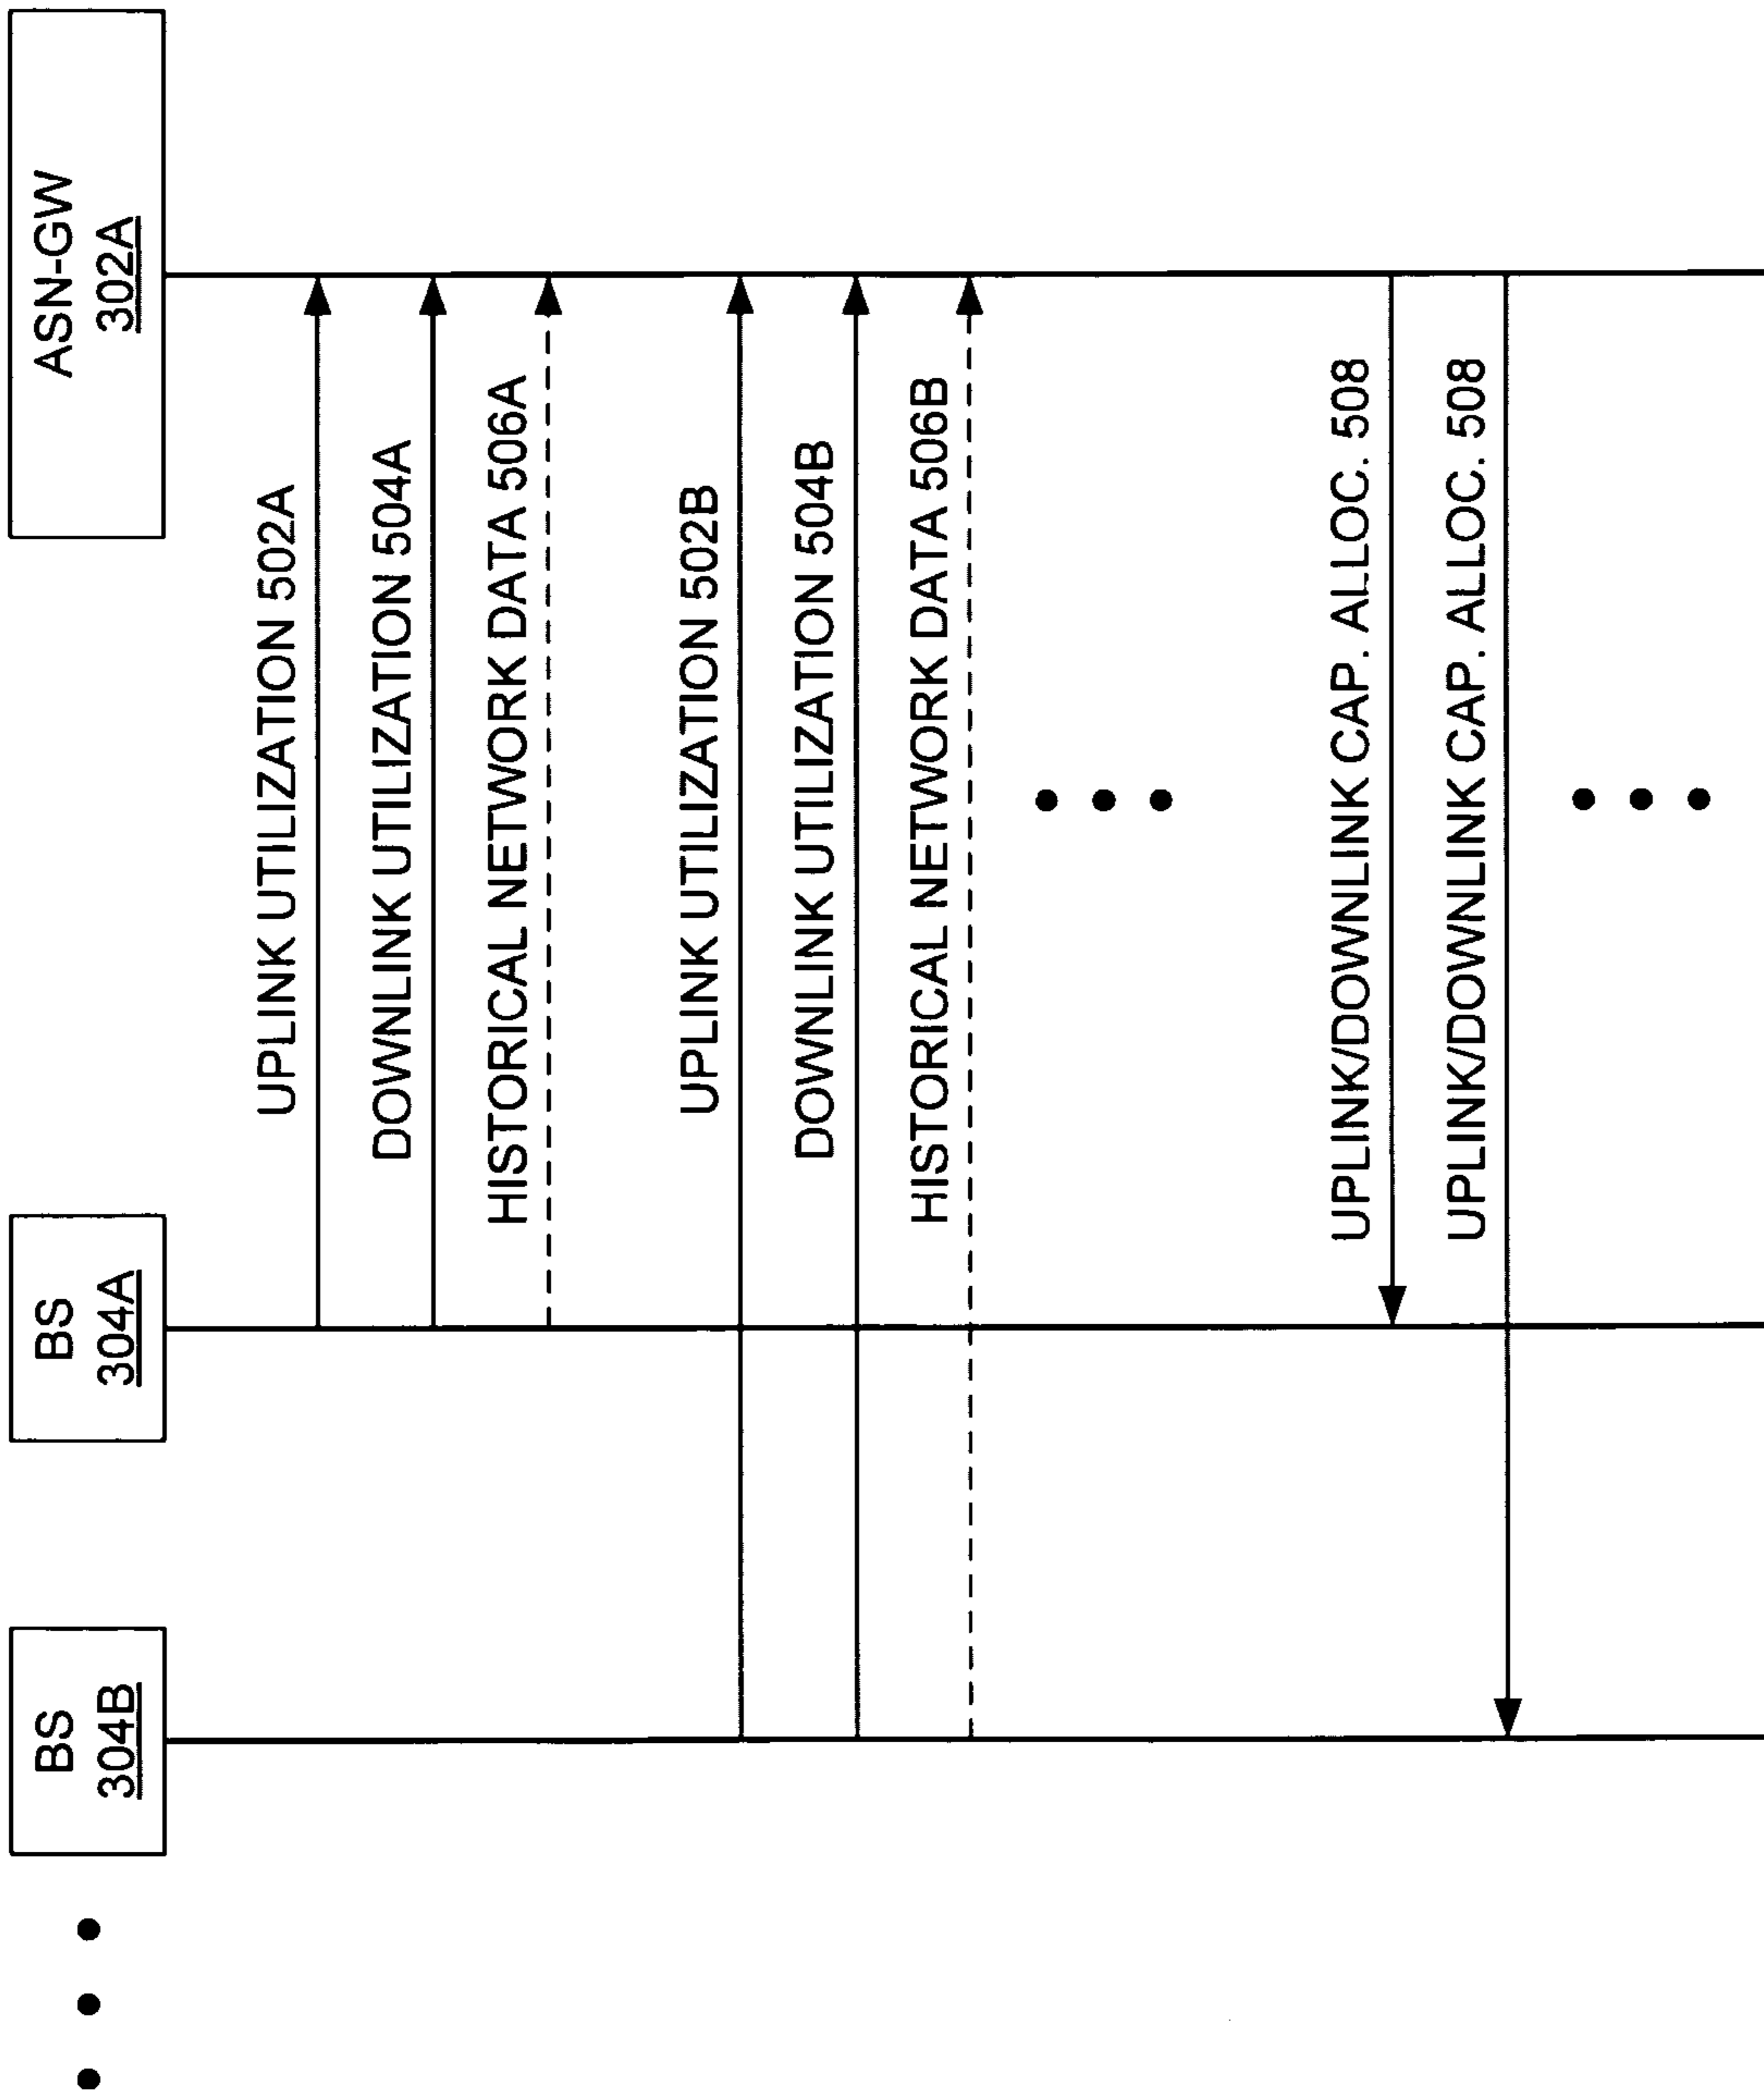 BS
304B
BS
304A
ASN-GW
302A
UPLINK UTILIZATION 502A
DOWNLINK UTILIZATION 504A
HISTORICAL NETWORK DATA 506A
UPLINK UTILIZATION 502B
DOWNLINK UTILIZATION 504B
HISTORICAL NETWORK DATA 506B
UPLINK/DOWNLINK CAP. ALLOC. 508
UPLINK/DOWNLINK CAP. ALLOC. 508